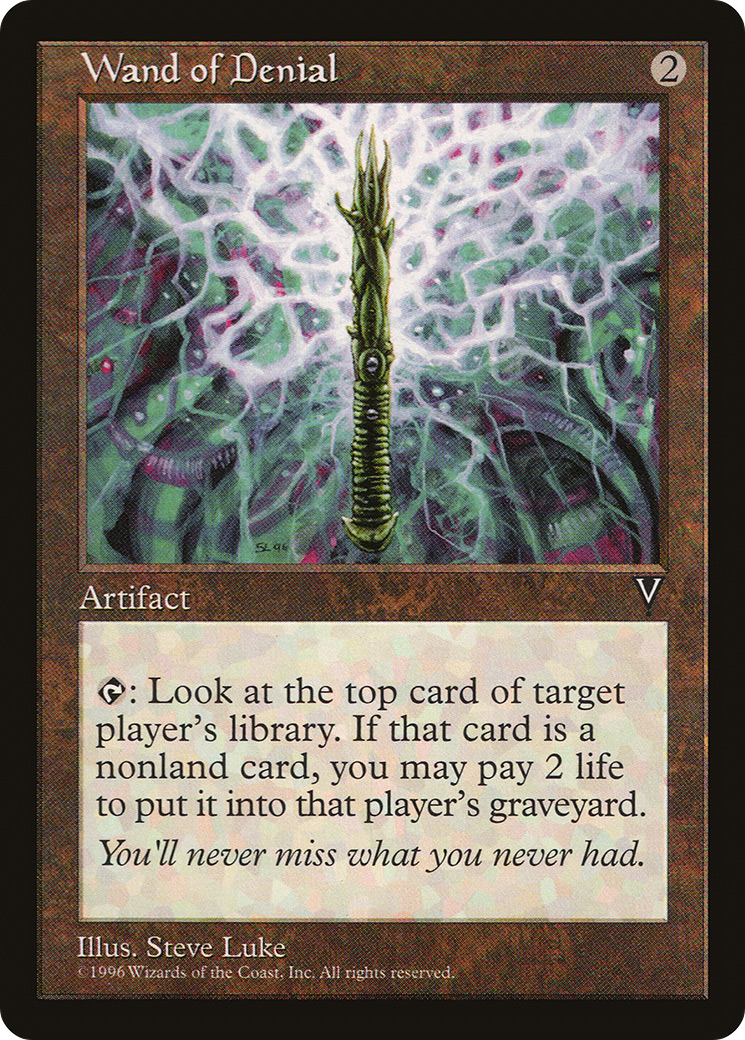 Wand of Denial 2
SL 96
Artifact V
: Look at the top card of target
player's library. If that card is a
nonland card, you may pay 2 life
to put it into that player's graveyard.
You'll never miss what you never had.
Illus. Steve Luke
©1996 Wizards of the Coast, Inc. All rights reserved.